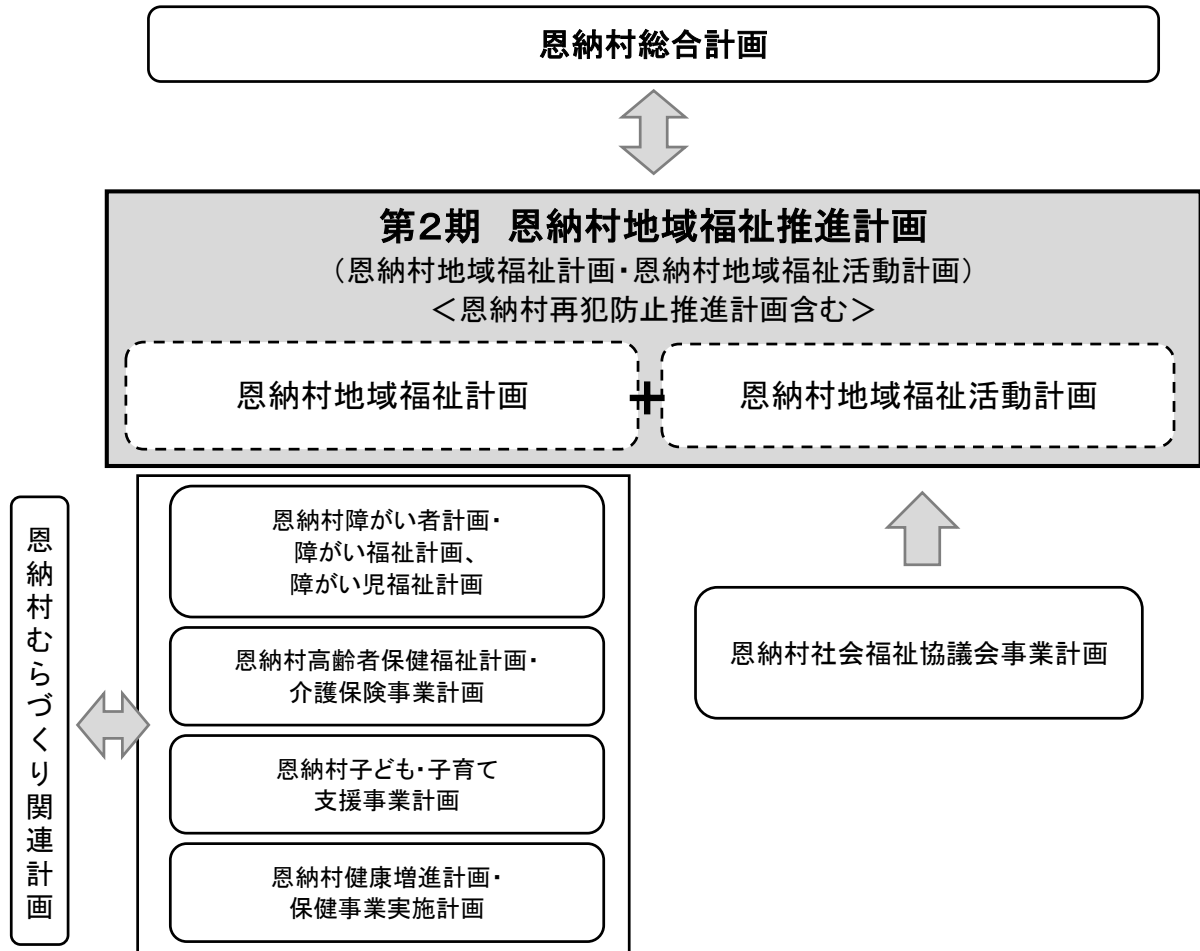 恩納村総合計画
第2期 恩納村地域福祉推進計画
（恩納村地域福祉計画・恩納村地域福祉活動計画）
＜恩納村再犯防止推進計画含む＞
恩納村地域福祉計画
+
恩納村地域福祉活動計画
恩納村むらづくり関連計画
恩納村障がい者計画・
障がい福祉計画、
障がい児福祉計画
恩納村高齢者保健福祉計画・
介護保険事業計画
恩納村子ども・子育て
支援事業計画
恩納村健康増進計画・
保健事業実施計画
恩納村社会福祉協議会事業計画